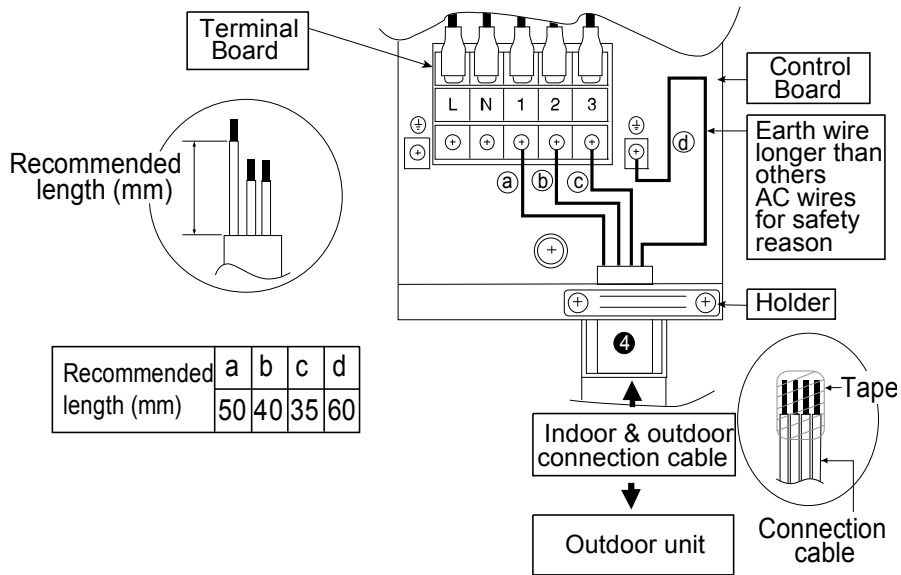 Terminal
Board
L N 1 2 3
Control
Board
Recommended
length (mm)
Earth wire
longer than
others
AC wires
for safety
reason
a
b
c
d
Holder
Recommended
length (mm)
a b c d
50 40 35 60
4
Tape
Indoor & outdoor
connection cable
Connection
cable
Outdoor unit